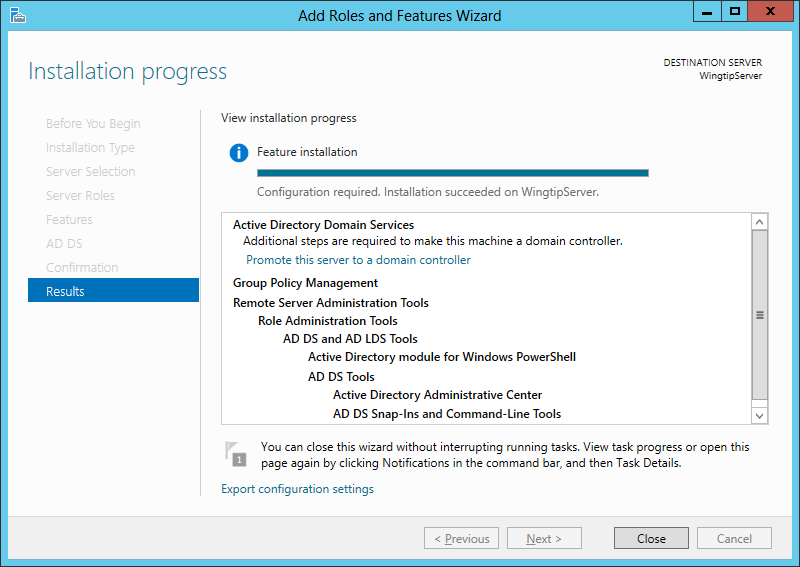 Add Roles and Features Wizard
Installation progress
DESTINATION SERVER
WingtipServer
Before You Begin
Installation Type
Server Selection
Server Roles
Features
AD DS
Confirmation
Results
View installation progress
Feature installation
Configuration required. Installation succeeded on WingtipServer.
Active Directory Domain Services
Additional steps are required to make this machine a domain controller.
Promote this server to a domain controller
Group Policy Management
Remote Server Administration Tools
Role Administration Tools
AD DS and AD LDS Tools
Active Directory module for Windows PowerShell
AD DS Tools
Active Directory Administrative Center
AD DS Snap-Ins and Command-Line Tools
1
You can close this wizard without interrupting running tasks. View task progress or open this
page again by clicking Notifications in the command bar, and then Task Details.
Export configuration settings
< Previous
Next >
Close
Cancel